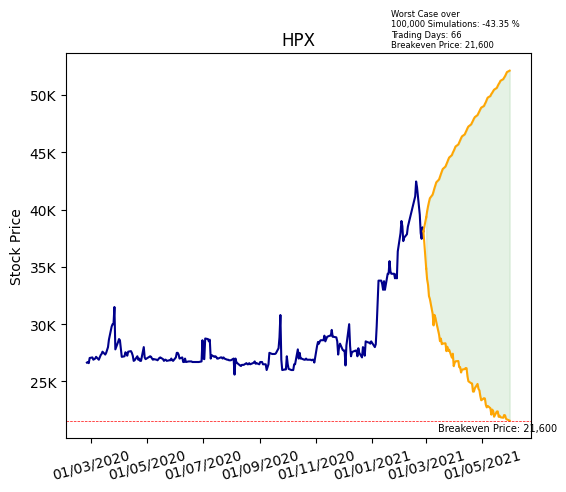 Worst Case over
100,000 Simulations: -43.35 %
Trading Days: 66
Breakeven Price: 21,600
HPX
Stock Price
50K
45K
40K
35K
30K
25K
Breakeven Price: 21,600
01/03/2020
01/05/2020
01/07/2020
01/09/2020
01/11/2020
01/01/2021
01/03/2021
01/05/2021